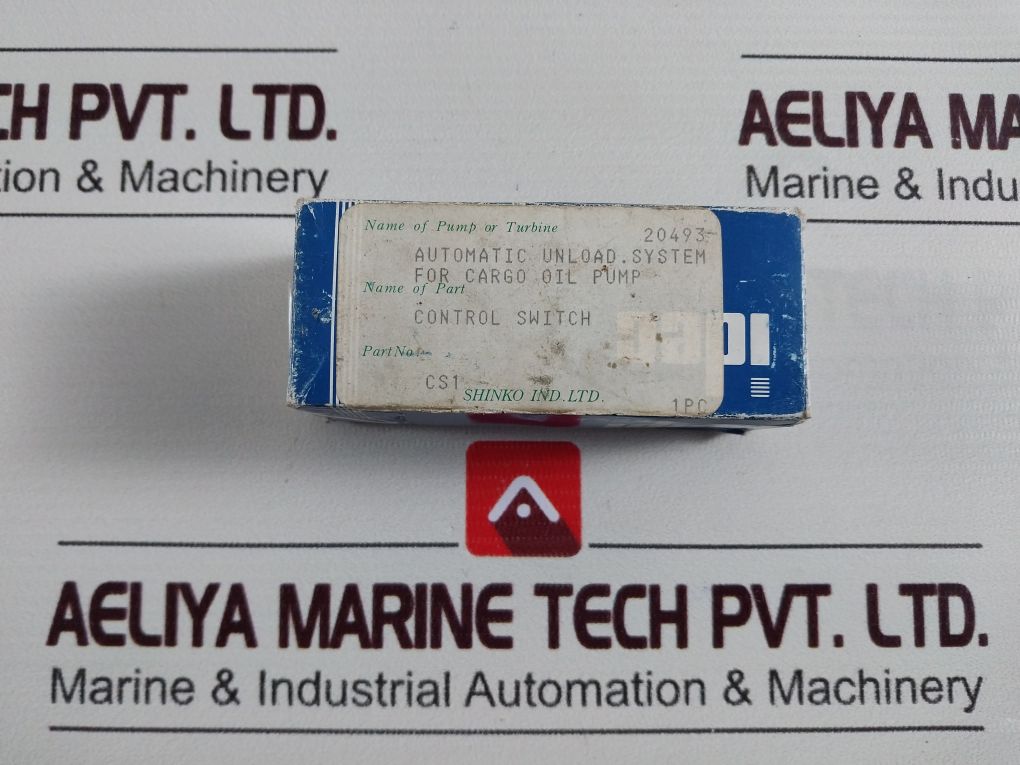 CH PVT. LTD.
tion & Machinery
AELIYA MA
Marine & Indu
Name of Pump or Turbine
20493
AUTOMATIC UNLOAD.SYSTEM
FOR CARGO OIL PUMP
Name of Part
CONTROL SWITCH
Part No.
CS1
SHINKO IND.LTD.
1PC
AELIYA MARINE TECH PVT. LTD.
Marine & Industrial Automation & Machinery